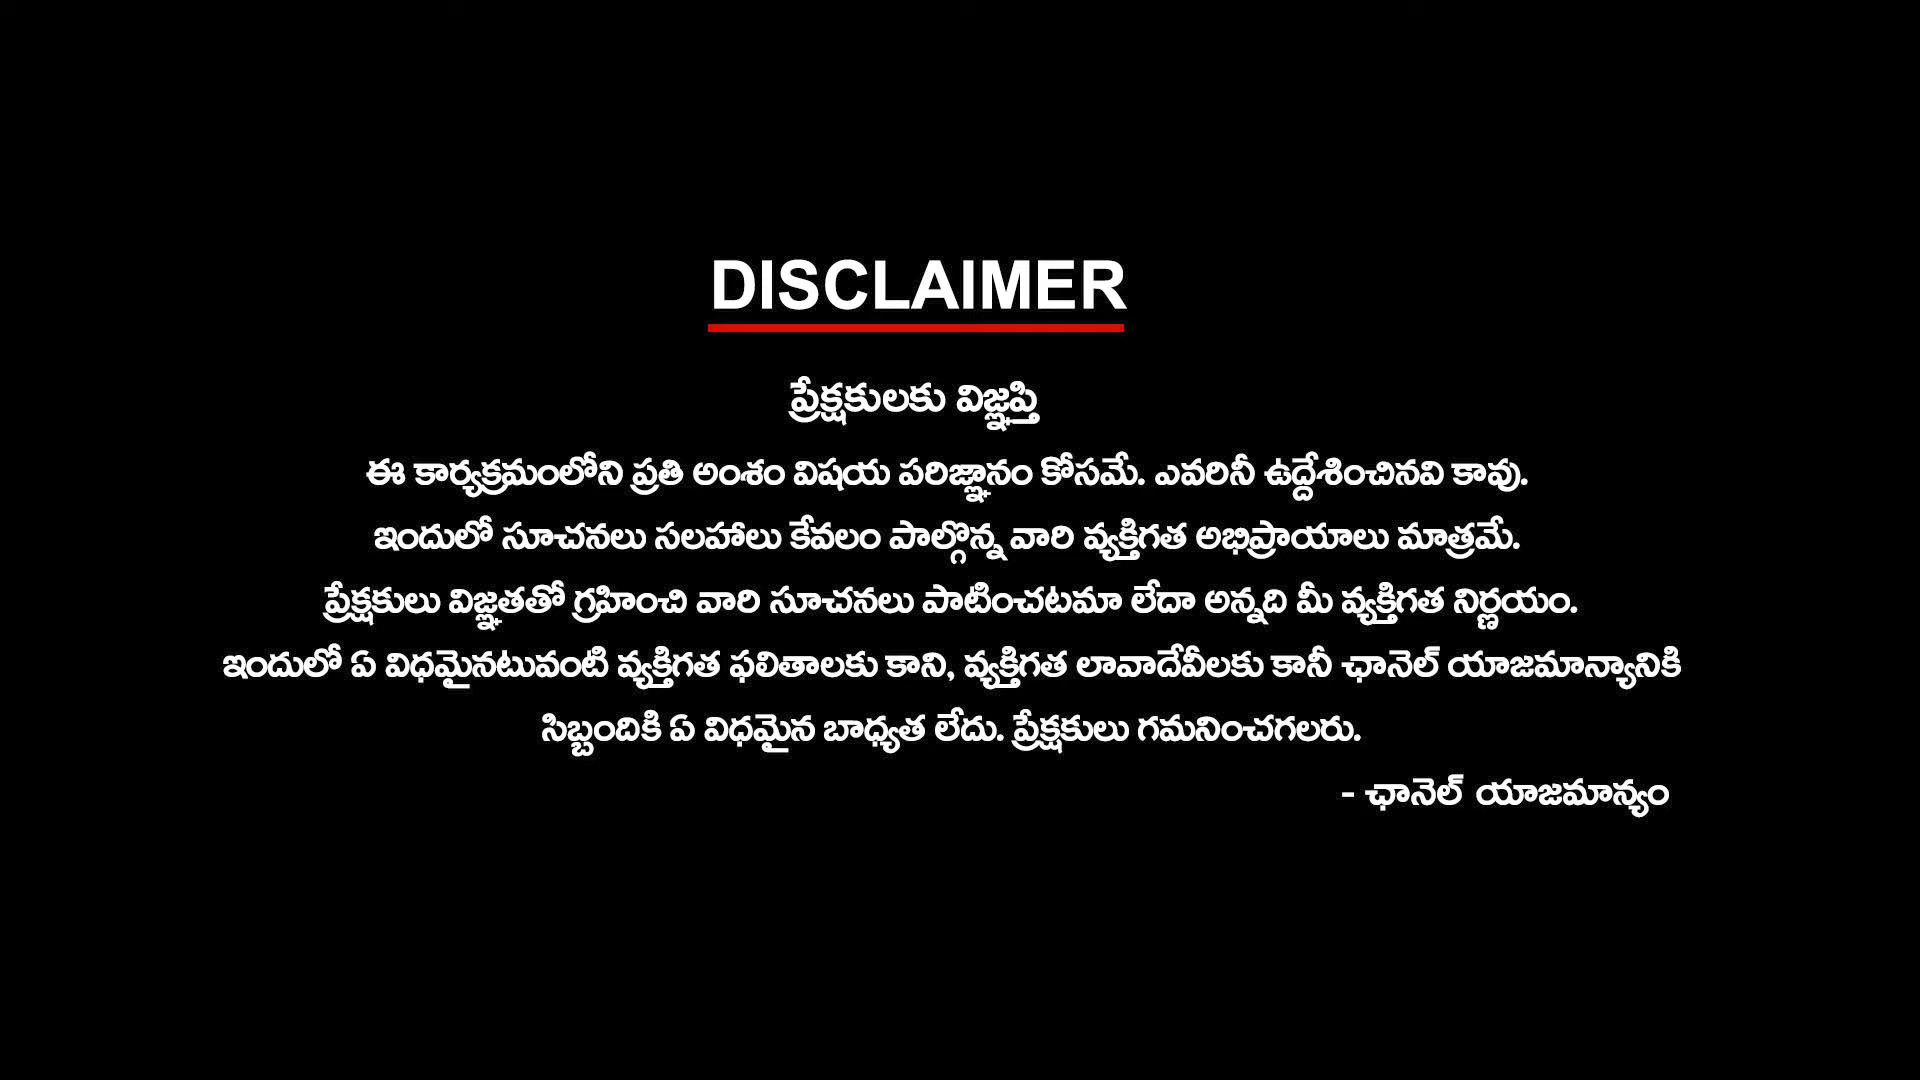 DISCLAIMER
ప్రేక్షకులకు విజ్ఞప్తి
ఈ కార్యక్రమంలోని ప్రతి అంశం విషయ పరిజ్ఞానం కోసమే. ఎవరినీ ఉద్దేశించినవి కావు.
ఇందులో సూచనలు సలహాలు కేవలం పాల్గొన్న వారి వ్యక్తిగత అభిప్రాయాలు మాత్రమే.
ప్రేక్షకులు విజ్ఞతతో గ్రహించి వారి సూచనలు పాటించటమా లేదా అన్నది మీ వ్యక్తిగత నిర్ణయం.
ఇందులో ఏ విధమైనటువంటి వ్యక్తిగత ఫలితాలకు కాని, వ్యక్తిగత లావాదేవీలకు కానీ ఛానెల్ యాజమాన్యానికి
సిబ్బందికి ఏ విధమైన బాధ్యత లేదు. ప్రేక్షకులు గమనించగలరు.
- ఛానెల్ యాజమాన్యం